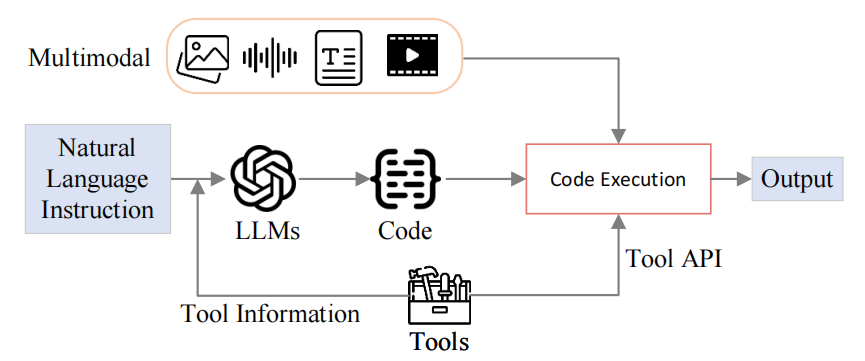 Multimodal
T
Natural
Language
Instruction
LLMs
Code
Code Execution
Output
Tool API
Tool Information
Tools